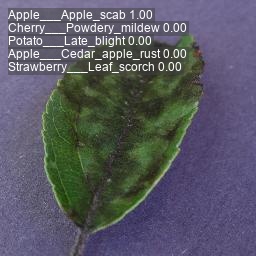 Apple___Apple_scab 1.00
Cherry___Powdery_mildew 0.00
Potato___Late_blight 0.00
Apple___Cedar_apple_rust 0.00
Strawberry___Leaf_scorch 0.00